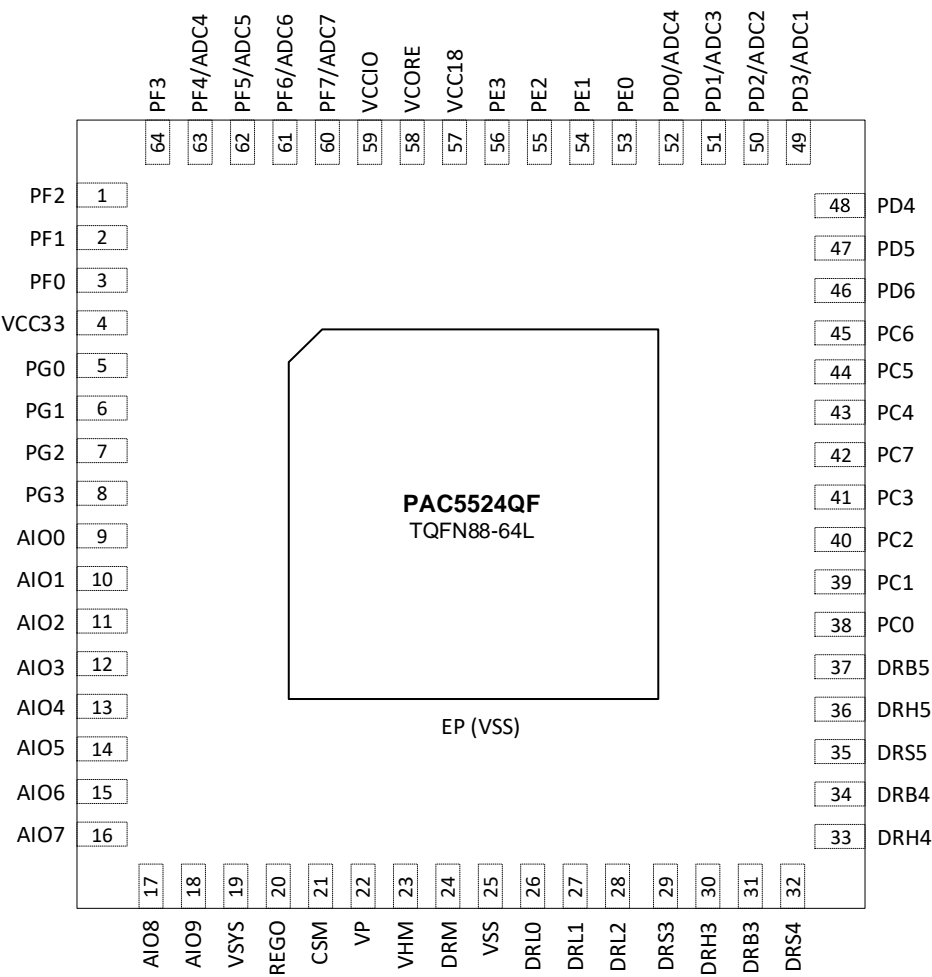 PF3
PF4/ADC4
PF5/ADC5
PF6/ADC6
PF7/ADC7
VCCIO
VCORE
VCC18
PE3
PE2
PE1
PE0
PD0/ADC4
PD1/ADC3
PD2/ADC2
PD3/ADC1
64
63
62
61
60
59
58
57
56
55
54
53
52
51
50
49
PF2 1
PF1 2
PF0 3
VCC33 4
PG0 5
PG1 6
PG2 7
PG3 8
AIO0 9
AIO1 10
AIO2 11
AIO3 12
AIO4 13
AIO5 14
AIO6 15
AIO7 16
PAC5524QF
TQFN88-64L
EP (VSS)
48 PD4
47 PD5
46 PD6
45 PC6
44 PC5
43 PC4
42 PC7
41 PC3
40 PC2
39 PC1
38 PC0
37 DRB5
36 DRH5
35 DRS5
34 DRB4
33 DRH4
17
18
19
20
21
22
23
24
25
26
27
28
29
30
31
32
AIO8
AIO9
VSYS
REGO
CSM
VP
VHM
DRM
VSS
DRL0
DRL1
DRL2
DRS3
DRH3
DRB3
DRS4